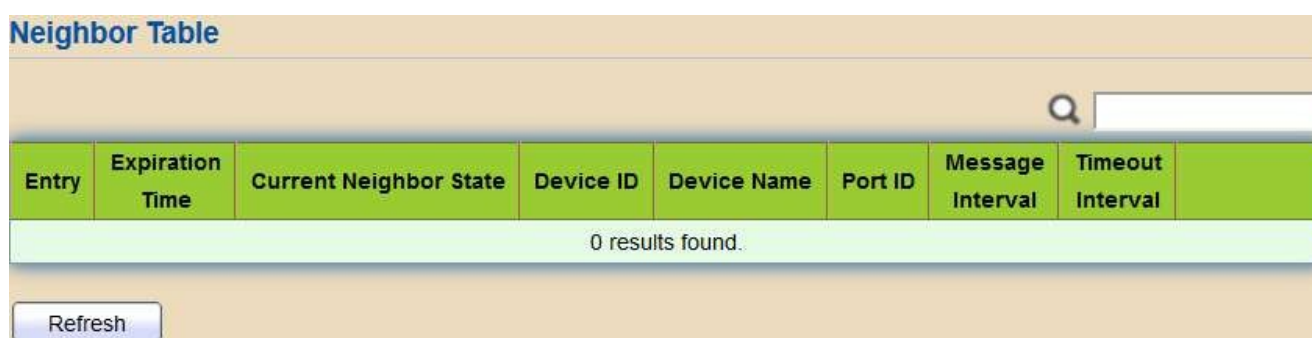 Neighbor Table
Entry Expiration Time Current Neighbor State Device ID Device Name Port ID Message Interval Timeout Interval
0 results found.
Refresh